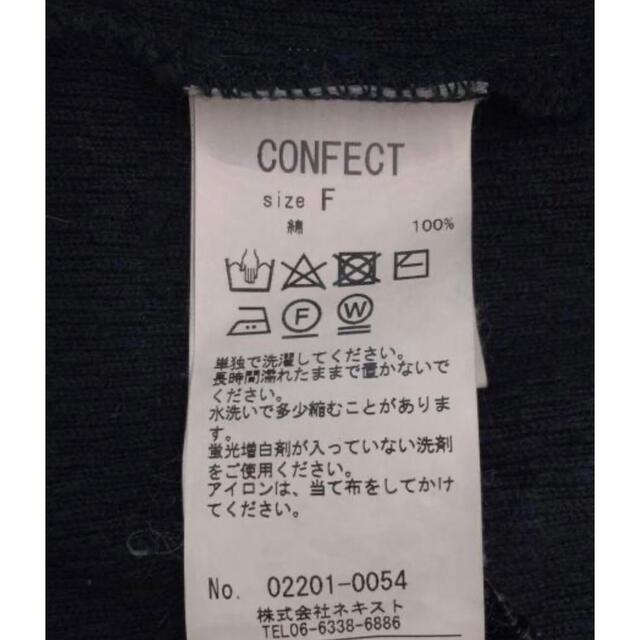 CONFECT
size F
綿 100%
F W
単独で洗濯してください。
長時間濡れたままで置かないで
ください。
水洗いで多少縮むことがありま
す。
蛍光増白剤が入っていない洗剤
をご使用ください。
アイロンは、当て布をしてかけ
てください。
No. 02201-0054
株式会社ネキスト
TEL06-6338-6886